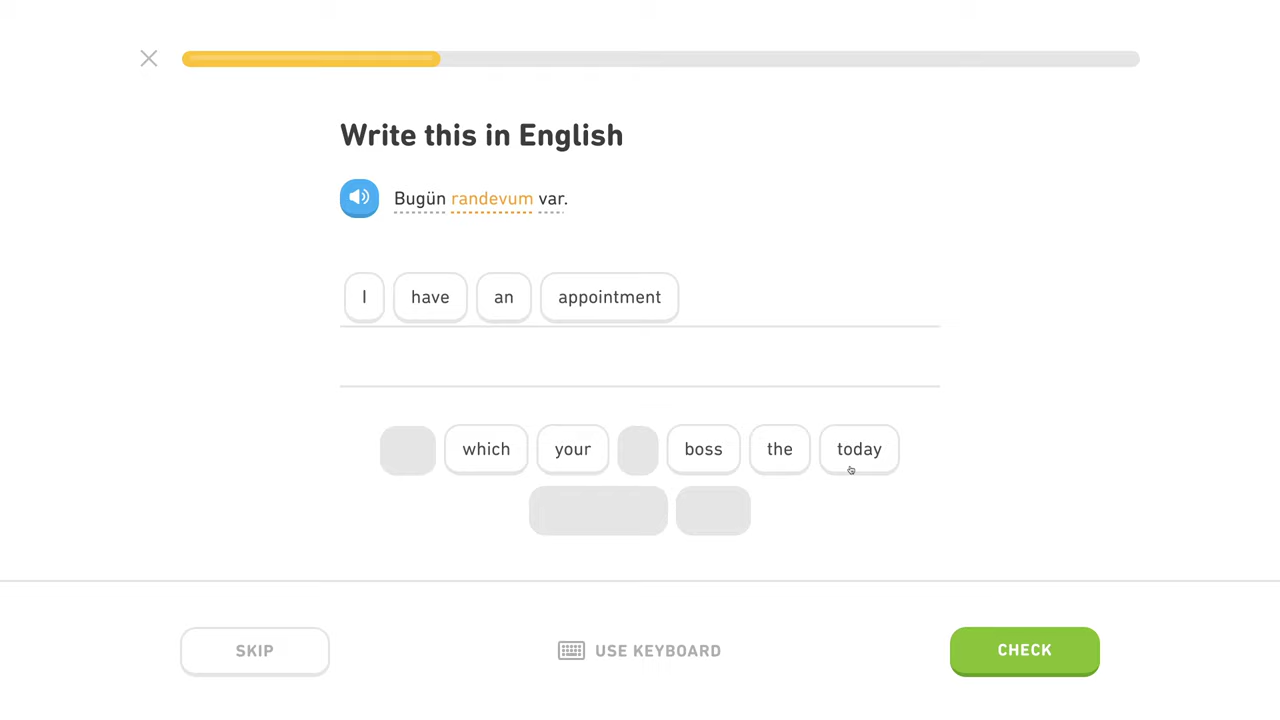 Write this in English
Bugün randevum var.
I have an appointment
which your boss the today
SKIP USE KEYBOARD CHECK